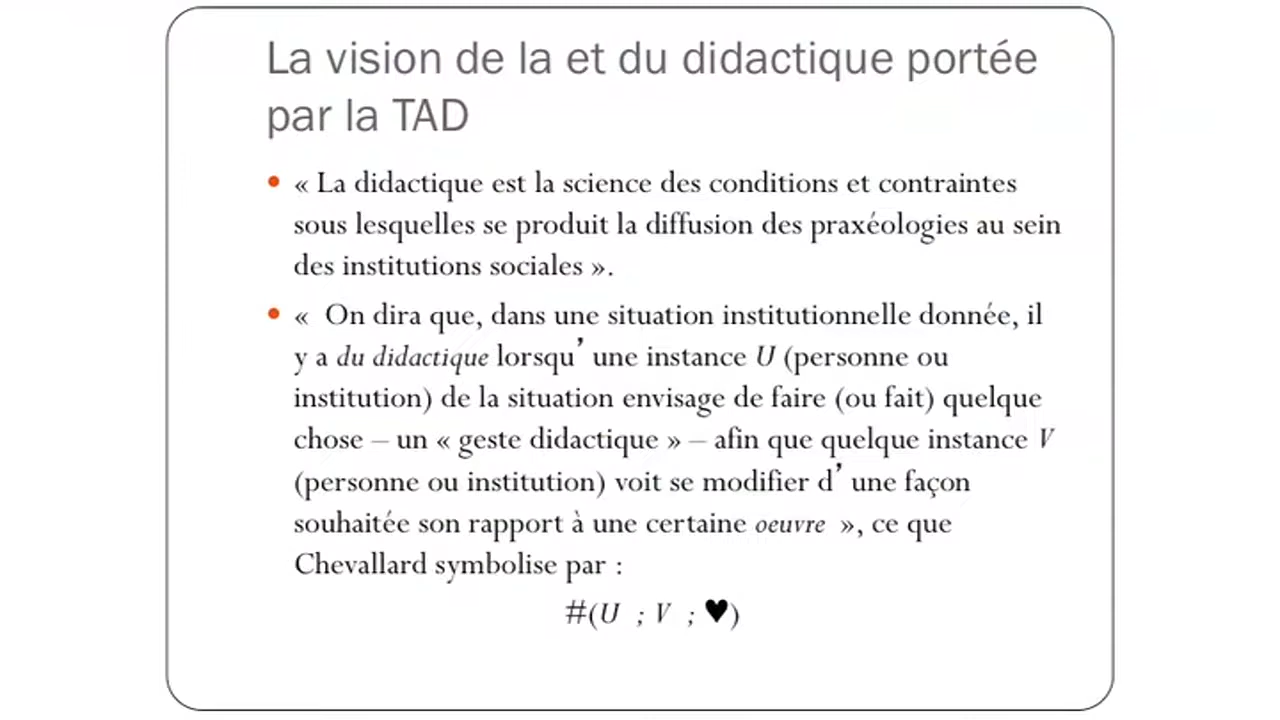 La vision de la et du didactique portée
par la TAD
• « La didactique est la science des conditions et contraintes
sous lesquelles se produit la diffusion des praxéologies au sein
des institutions sociales ».
• «  On dira que, dans une situation institutionnelle donnée, il
y a du didactique lorsqu’ une instance U (personne ou
institution) de la situation envisage de faire (ou fait) quelque
chose – un « geste didactique » – afin que quelque instance V
(personne ou institution) voit se modifier d’ une façon
souhaitée son rapport à une certaine oeuvre  », ce que
Chevallard symbolise par :
#(U  ; V  ; ♥)